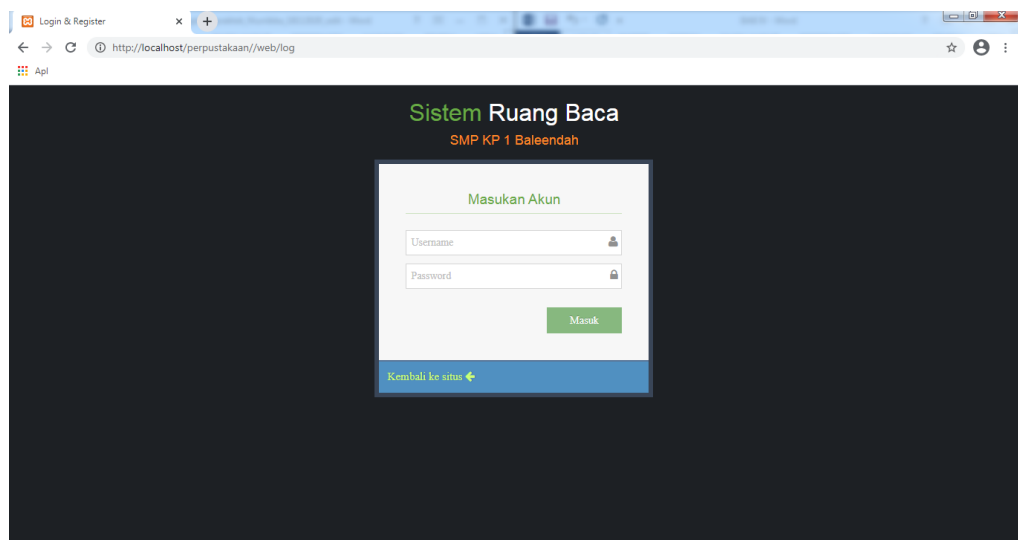 Login & Register
http://localhost/perpustakaan//web/log
Apl
Sistem Ruang Baca
SMP KP 1 Baleendah
Masukan Akun
Username
Password
Masuk
Kembali ke situs